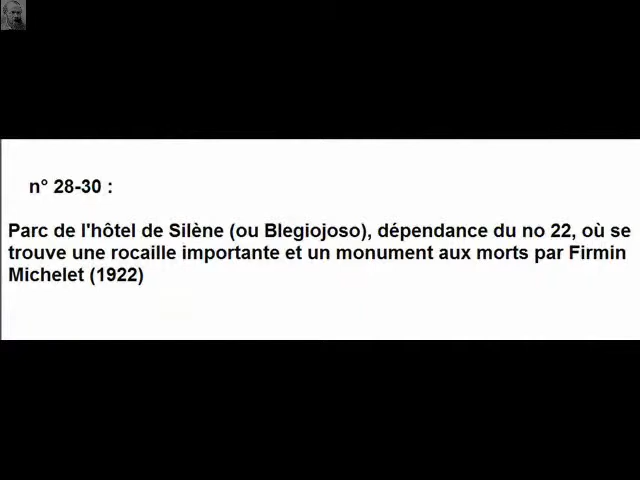 n° 28-30 :
Parc de l'hôtel de Silène (ou Blegiojoso), dépendance du no 22, où se
trouve une rocaille importante et un monument aux morts par Firmin
Michelet (1922)